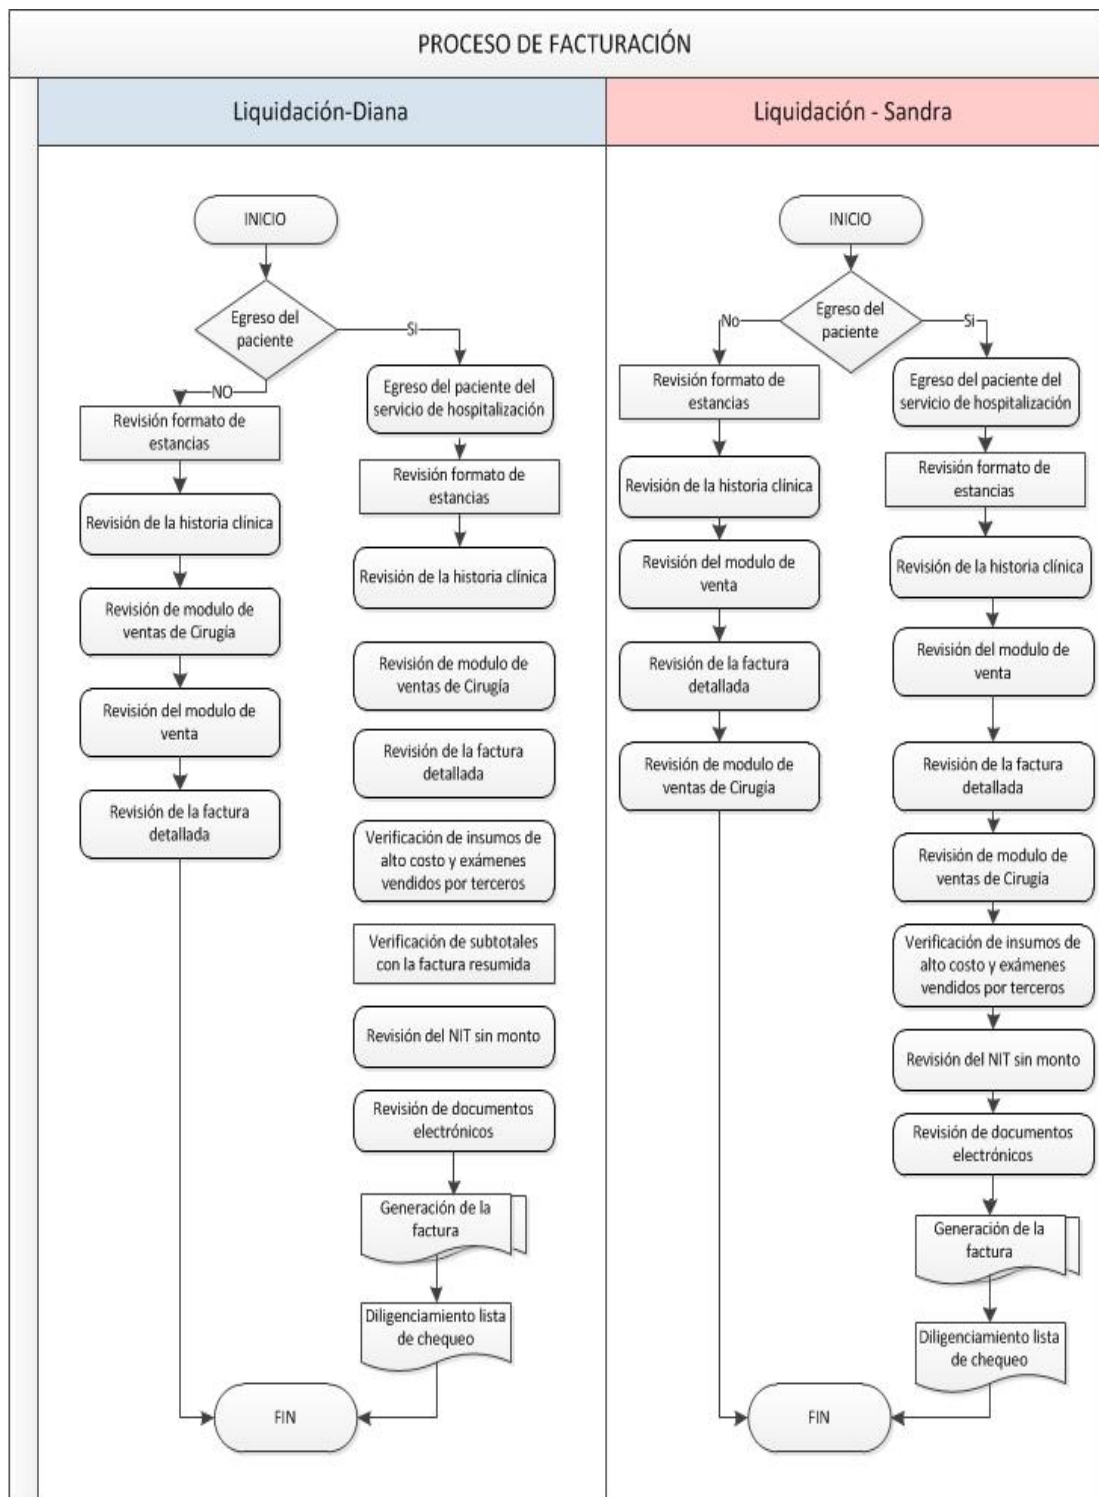 PROCESO DE FACTURACIÓN
Liquidación-Diana
INICIO
Egreso del
paciente
Si
NO
Revisión formato de
estancias
Revisión de la historia clínica
Revisión de modulo de
ventas de Cirugía
Revisión del modulo de
venta
Revisión de la factura
detallada
Egreso del paciente del
servicio de hospitalización
Revisión formato de
estancias
Revisión de la historia clínica
Revisión de modulo de
ventas de Cirugía
Revisión de la factura
detallada
Verificación de insumos de
alto costo y exámenes
vendidos por terceros
Verificación de subtotales
con la factura resumida
Revisión del NIT sin monto
Revisión de documentos
electrónicos
Generación de la
factura
Diligenciamiento lista
de chequeo
FIN
Liquidación - Sandra
INICIO
Egreso del
paciente
No
Si
Revisión formato de
estancias
Revisión de la historia clínica
Revisión del modulo de
venta
Revisión de la factura
detallada
Revisión de modulo de
ventas de Cirugía
Egreso del paciente del
servicio de hospitalización
Revisión formato de
estancias
Revisión de la historia clínica
Revisión del modulo de
venta
Revisión de la factura
detallada
Revisión de modulo de
ventas de Cirugía
Verificación de insumos de
alto costo y exámenes
vendidos por terceros
Revisión del NIT sin monto
Revisión de documentos
electrónicos
Generación de la
factura
Diligenciamiento lista
de chequeo
FIN